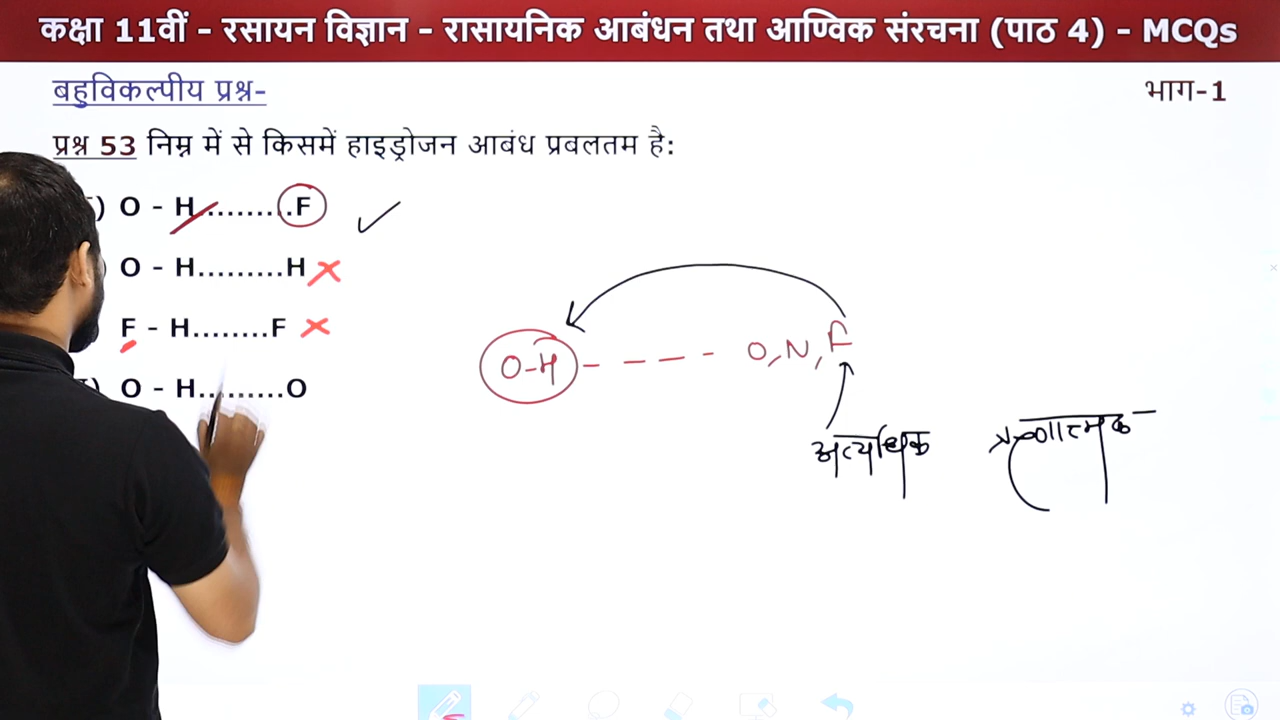 कक्षा 11वीं - रसायन विज्ञान - रासायनिक आबंधन तथा आण्विक संरचना (पाठ 4) - MCQs
बहुविकल्पीय प्रश्न-
भाग-1
प्रश्न 53 निम्न में से किसमें हाइड्रोजन आबंध प्रबलतम है:
) O - H.........F
) O - H.........H
) F - H........F
) O - H.........O
O-H - - - - O,N,F
अत्यधिक